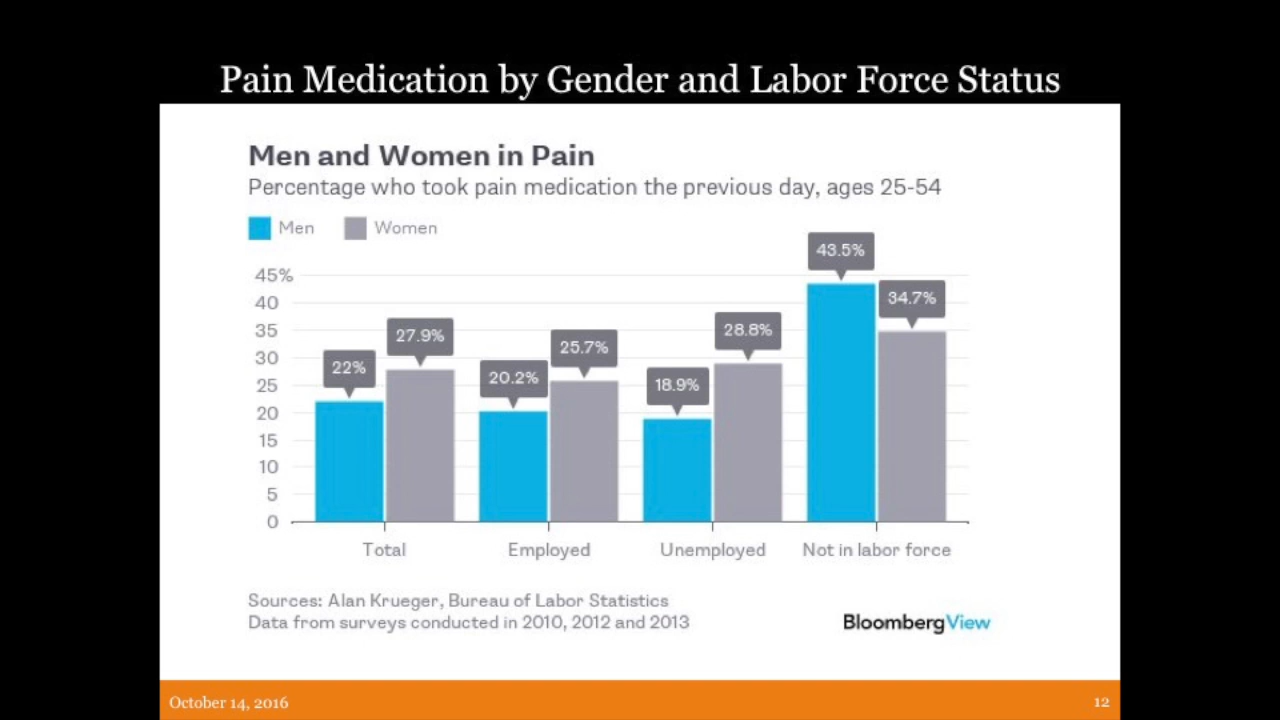 Pain Medication by Gender and Labor Force Status
Men and Women in Pain
Percentage who took pain medication the previous day, ages 25-54
Men Women
45%
40
35
30
25
20
15
10
5
0
22%
27.9%
20.2%
25.7%
18.9%
28.8%
43.5%
34.7%
Total Employed Unemployed Not in labor force
Sources: Alan Krueger, Bureau of Labor Statistics
Data from surveys conducted in 2010, 2012 and 2013
BloombergView
October 14, 2016 12